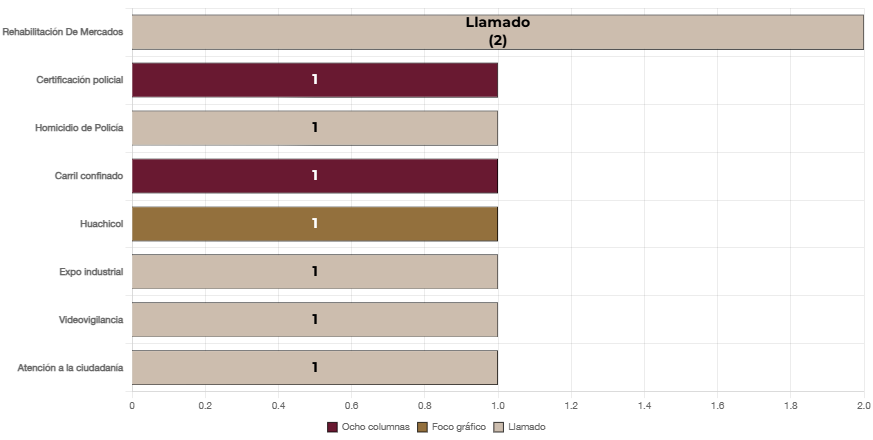 Rehabilitación De Mercados
Llamado
(2)
Certificación policial
1
Homicidio de Policía
1
Carril confinado
1
Huachicol
1
Expo industrial
1
Videovigilancia
1
Atención a la ciudadanía
1
0 0.2 0.4 0.6 0.8 1.0 1.2 1.4 1.6 1.8 2.0
Ocho columnas Foco gráfico Llamado